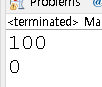 Problems @
<terminated> Ma
100
0